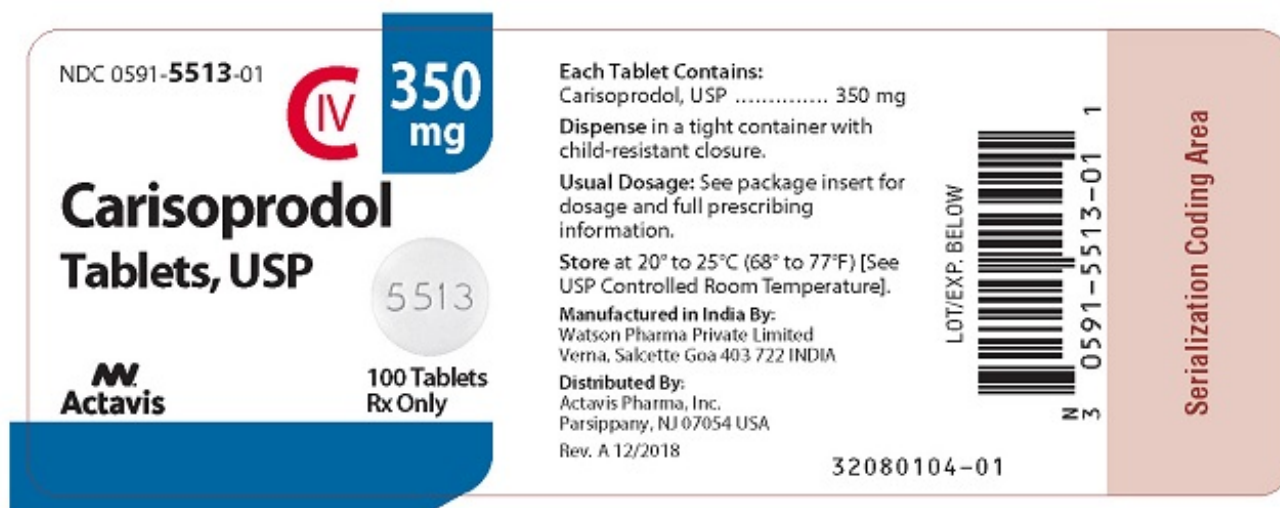 NDC 0591-5513-01
CIV
350
mg
Carisoprodol
Tablets, USP
5513
Actavis
100 Tablets
Rx Only
Each Tablet Contains:
Carisoprodol, USP .............. 350 mg
Dispense in a tight container with
child-resistant closure.
Usual Dosage: See package insert for
dosage and full prescribing
information.
Store at 20° to 25°C (68° to 77°F) [See
USP Controlled Room Temperature].
Manufactured in India By:
Watson Pharma Private Limited
Verna, Salcette Goa 403 722 INDIA
Distributed By:
Actavis Pharma, Inc.
Parsippany, NJ 07054 USA
Rev. A 12/2018
LOT/EXP. BELOW
N
3 0591-5513-01 1
32080104-01
Serialization Coding Area